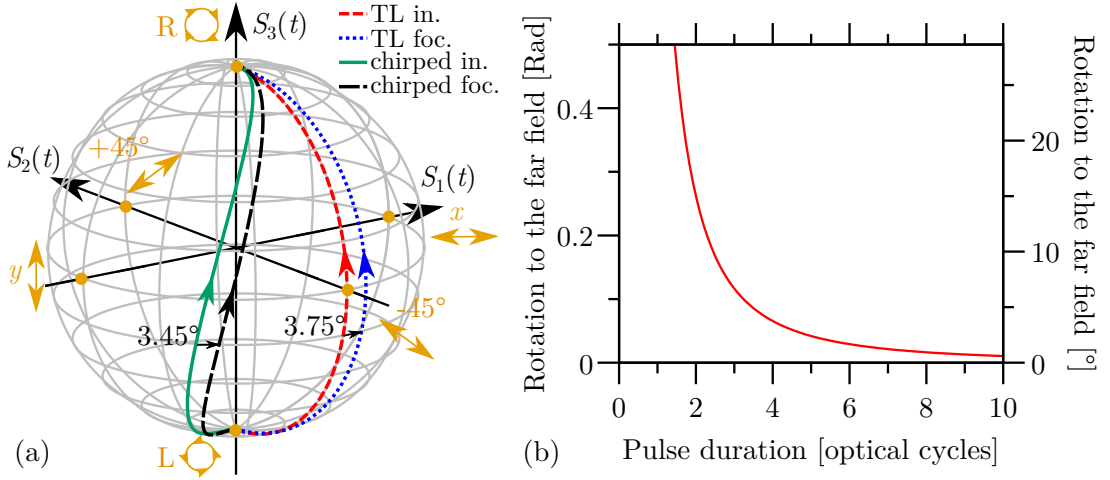 R
S₃(t)
TL in.
TL foc.
chirped in.
chirped foc.
+45°
S₂(t)
S₁(t)
x
y
-45°
3.45°
3.75°
L
(a)
Rotation to the far field [Rad]
0.4
0.2
0
0 2 4 6 8 10
Pulse duration [optical cycles]
20
10
0
Rotation to the far field [°]
(b)